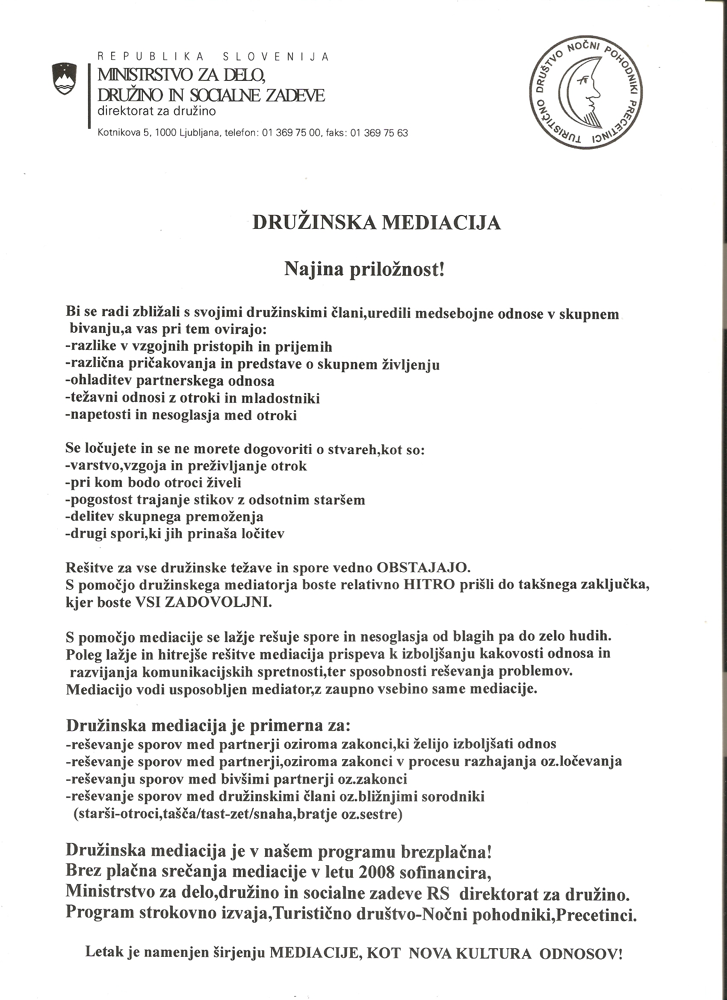 REPUBLIKA SLOVENIJA
MINISTRSTVO ZA DELO,
DRUŽINO IN SOCIALNE ZADEVE
direktorat za družino
Kotnikova 5, 1000 Ljubljana, telefon: 01 369 75 00, faks: 01 369 75 63
TURISTIČNO DRUŠTVO NOČNI POHODNIKI PRECETINCI
DRUŽINSKA MEDIACIJA
Najina priložnost!
Bi se radi zbližali s svojimi družinskimi člani,uredili medsebojne odnose v skupnem
bivanju,a vas pri tem ovirajo:
-razlike v vzgojnih pristopih in prijemih
-različna pričakovanja in predstave o skupnem življenju
-ohladitev partnerskega odnosa
-težavni odnosi z otroki in mladostniki
-napetosti in nesoglasja med otroki
Se ločujete in se ne morete dogovoriti o stvareh,kot so:
-varstvo,vzgoja in preživljanje otrok
-pri kom bodo otroci živeli
-pogostost trajanje stikov z odsotnim staršem
-delitev skupnega premoženja
-drugi spori,ki jih prinaša ločitev
Rešitve za vse družinske težave in spore vedno OBSTAJAJO.
S pomočjo družinskega mediatorja boste relativno HITRO prišli do takšnega zaključka,
kjer boste VSI ZADOVOLJNI.
S pomočjo mediacije se lažje rešuje spore in nesoglasja od blagih pa do zelo hudih.
Poleg lažje in hitrejše rešitve mediacija prispeva k izboljšanju kakovosti odnosa in
razvijanja komunikacijskih spretnosti,ter sposobnosti reševanja problemov.
Mediacijo vodi usposobljen mediator,z zaupno vsebino same mediacije.
Družinska mediacija je primerna za:
-reševanje sporov med partnerji oziroma zakonci,ki želijo izboljšati odnos
-reševanje sporov med partnerji,oziroma zakonci v procesu razhajanja oz.ločevanja
-reševanju sporov med bivšimi partnerji oz.zakonci
-reševanje sporov med družinskimi člani oz.bližnjimi sorodniki
(starši-otroci,tašča/tast-zet/snaha,bratje oz.sestre)
Družinska mediacija je v našem programu brezplačna!
Brez plačna srečanja mediacije v letu 2008 sofinancira,
Ministrstvo za delo,družino in socialne zadeve RS direktorat za družino.
Program strokovno izvaja,Turistično društvo-Nočni pohodniki,Precetinci.
Letak je namenjen širjenju MEDIACIJE, KOT NOVA KULTURA ODNOSOV!